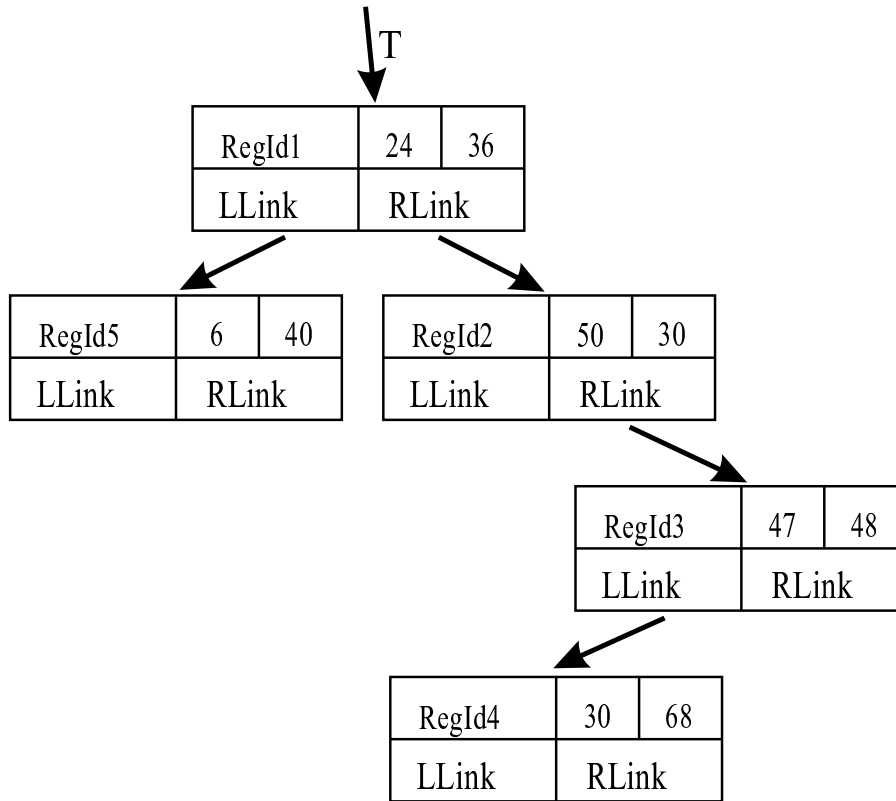 T
RegId1 24 36
LLink RLink
RegId5 6 40
LLink RLink
RegId2 50 30
LLink RLink
RegId3 47 48
LLink RLink
RegId4 30 68
LLink RLink